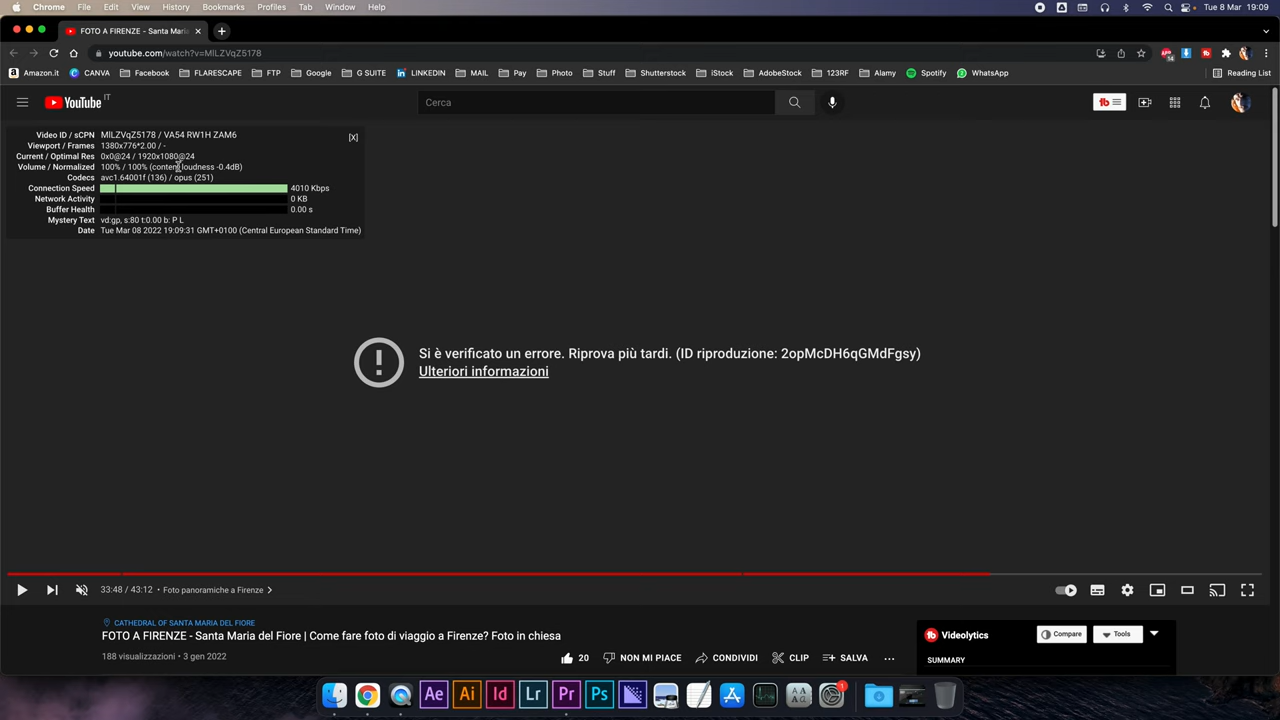 Chrome File Edit View History Bookmarks Profiles Tab Window Help Tue 8 Mar 19:09
FOTO A FIRENZE - Santa Maria
youtube.com/watch?v=MlLZVqZ5178
Amazon.it CANVA Facebook FLARESCAPE FTP Google G SUITE LINKEDIN MAIL Pay Photo Stuff Shutterstock iStock AdobeStock 123RF Alamy Spotify WhatsApp Reading List
YouTube IT Cerca
Video ID / sCPN MlLZVqZ5178 / VA54 RW1H ZAM6 [X]
Viewport / Frames 1380x776*2.00 / -
Current / Optimal Res 0x0@24 / 1920x1080@24
Volume / Normalized 100% / 100% (content loudness -0.4dB)
Codecs avc1.64001f (136) / opus (251)
Connection Speed 4010 Kbps
Network Activity 0 KB
Buffer Health 0.00 s
Mystery Text vd:gp, s:80 t:0.00 b: P L
Date Tue Mar 08 2022 19:09:31 GMT+0100 (Central European Standard Time)
Si è verificato un errore. Riprova più tardi. (ID riproduzione: 2opMcDH6qGMdFgsy)
Ulteriori informazioni
33:48 / 43:12 • Foto panoramiche a Firenze
CATHEDRAL OF SANTA MARIA DEL FIORE
FOTO A FIRENZE - Santa Maria del Fiore | Come fare foto di viaggio a Firenze? Foto in chiesa
188 visualizzazioni • 3 gen 2022
20 NON MI PIACE CONDIVIDI CLIP SALVA
tb Videolytics Compare Tools
SUMMARY
Ae Ai Id Lr Pr Ps 1